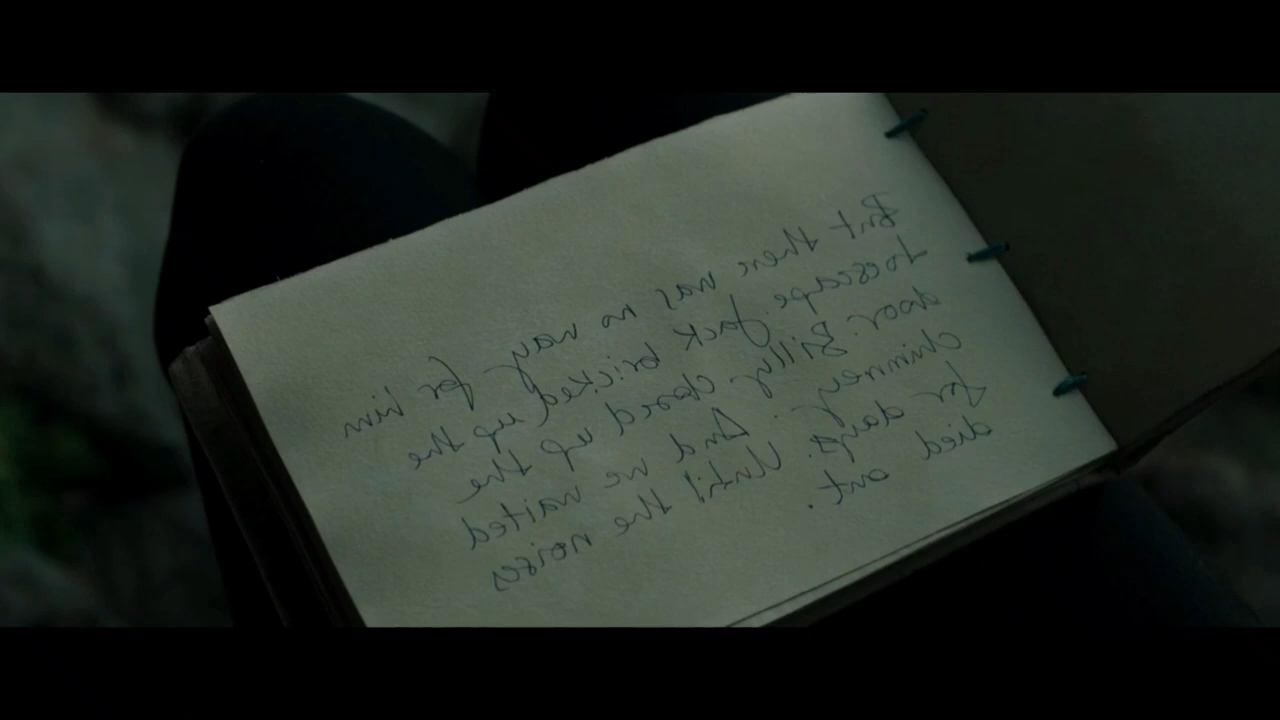 But there was no way for him
to escape. Jack bricked up the
door. Billy closed up the
chimney. And we waited
for days. Until the noises
died out.